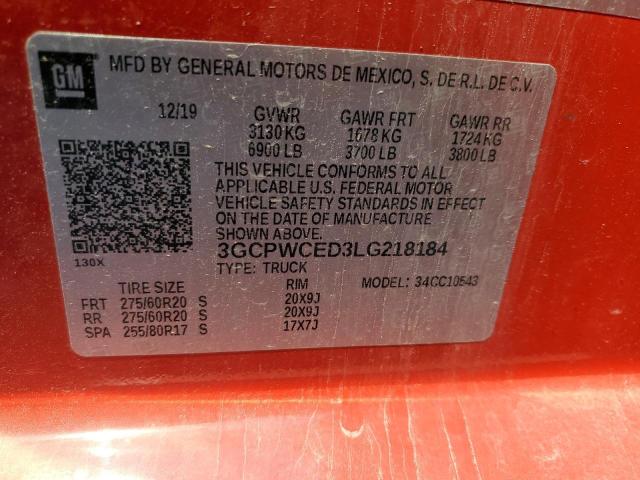 GM
MFD BY GENERAL MOTORS DE MEXICO, S. DE R.L. DE C.V.
12/19 GVWR GAWR FRT GAWR RR
3130 KG 1678 KG 1724 KG
6900 LB 3700 LB 3800 LB
THIS VEHICLE CONFORMS TO ALL
APPLICABLE U.S. FEDERAL MOTOR
VEHICLE SAFETY STANDARDS IN EFFECT
ON THE DATE OF MANUFACTURE
SHOWN ABOVE.
130X
3GCPWCED3LG218184
TYPE: TRUCK MODEL: 34CC10543
TIRE SIZE RIM
FRT 275/60R20 S 20X9J
RR 275/60R20 S 20X9J
SPA 255/80R17 S 17X7J